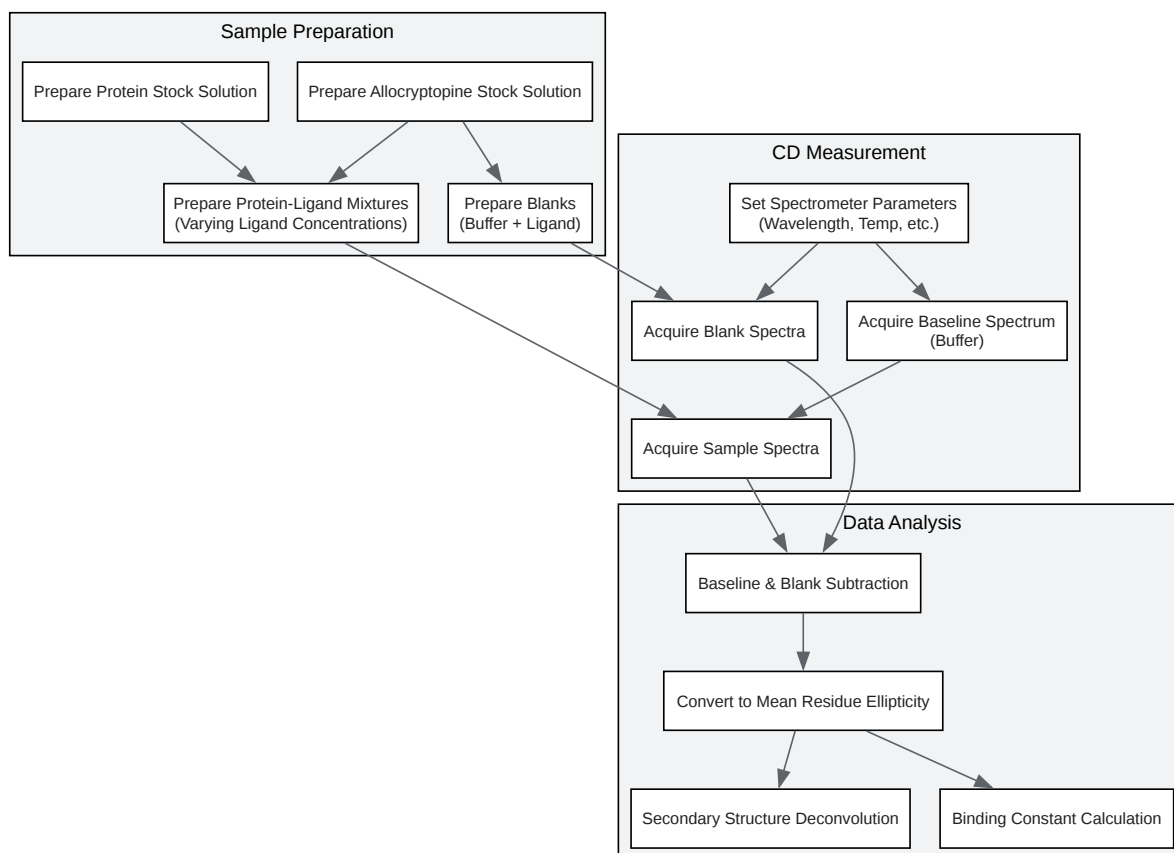 Sample Preparation
Prepare Protein Stock Solution
Prepare Allocryptopine Stock Solution
Prepare Protein-Ligand Mixtures
(Varying Ligand Concentrations)
Prepare Blanks
(Buffer + Ligand)
CD Measurement
Set Spectrometer Parameters
(Wavelength, Temp, etc.)
Acquire Blank Spectra
Acquire Baseline Spectrum
(Buffer)
Acquire Sample Spectra
Data Analysis
Baseline & Blank Subtraction
Convert to Mean Residue Ellipticity
Secondary Structure Deconvolution
Binding Constant Calculation